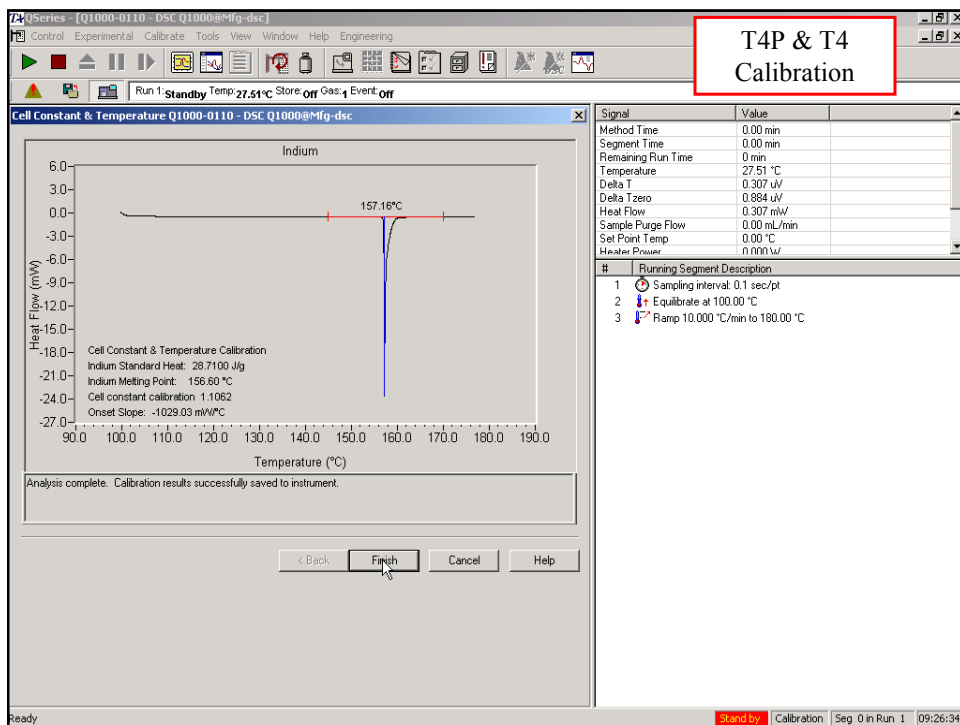 QSeries - [Q1000-0110 - DSC Q1000@Mfg-dsc]
Control Experimental Calibrate Tools View Window Help Engineering
T4P & T4
Calibration
Run 1: Standby Temp: 27.51°C Store: Off Gas: 1 Event: Off
Cell Constant & Temperature Q1000-0110 - DSC Q1000@Mfg-dsc
Indium
6.0
3.0
0.0
-3.0
-6.0
-9.0
-12.0
-15.0
-18.0
-21.0
-24.0
-27.0
Heat Flow (mW)
157.16°C
Cell Constant & Temperature Calibration
Indium Standard Heat: 28.7100 J/g
Indium Melting Point: 156.60 °C
Cell constant calibration 1.1062
Onset Slope: -1029.03 mW/°C
90.0 100.0 110.0 120.0 130.0 140.0 150.0 160.0 170.0 180.0 190.0
Temperature (°C)
Analysis complete. Calibration results successfully saved to instrument.
< Back Finish Cancel Help
Signal Value
Method Time 0.00 min
Segment Time 0.00 min
Remaining Run Time 0 min
Temperature 27.51 °C
Delta T 0.307 uV
Delta Tzero 0.884 uV
Heat Flow 0.307 mW
Sample Purge Flow 0.00 mL/min
Set Point Temp 0.00 °C
Heater Power 0.000 W
# Running Segment Description
1 Sampling interval: 0.1 sec/pt
2 Equilibrate at 100.00 °C
3 Ramp 10.000 °C/min to 180.00 °C
Ready
Stand by Calibration Seg 0 in Run 1 09:26:34